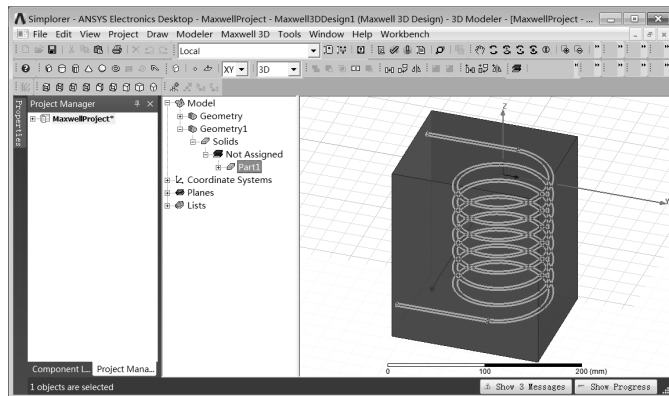 Simplorer - ANSYS Electronics Desktop - MaxwellProject - Maxwell3DDesign1 (Maxwell 3D Design) - 3D Modeler - [MaxwellProject - ...
File Edit View Project Draw Modeler Maxwell 3D Tools Window Help Workbench
Local
XY 3D
Properties
Project Manager
MaxwellProject*
Model
Geometry
Geometry1
Solids
Not Assigned
Part1
Coordinate Systems
Planes
Lists
Z
Y
0 100 200 (mm)
Component L... Project Mana...
1 objects are selected
Show 3 Messages
Show Progress